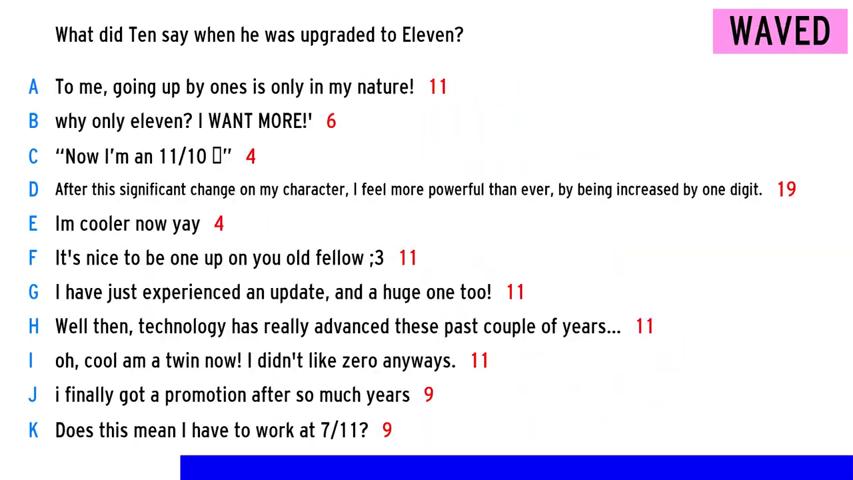 What did Ten say when he was upgraded to Eleven?
WAVED
A To me, going up by ones is only in my nature! 11
B why only eleven? I WANT MORE!' 6
C “Now I’m an 11/10 ▯” 4
D After this significant change on my character, I feel more powerful than ever, by being increased by one digit. 19
E Im cooler now yay 4
F It's nice to be one up on you old fellow ;3 11
G I have just experienced an update, and a huge one too! 11
H Well then, technology has really advanced these past couple of years... 11
I oh, cool am a twin now! I didn't like zero anyways. 11
J i finally got a promotion after so much years 9
K Does this mean I have to work at 7/11? 9